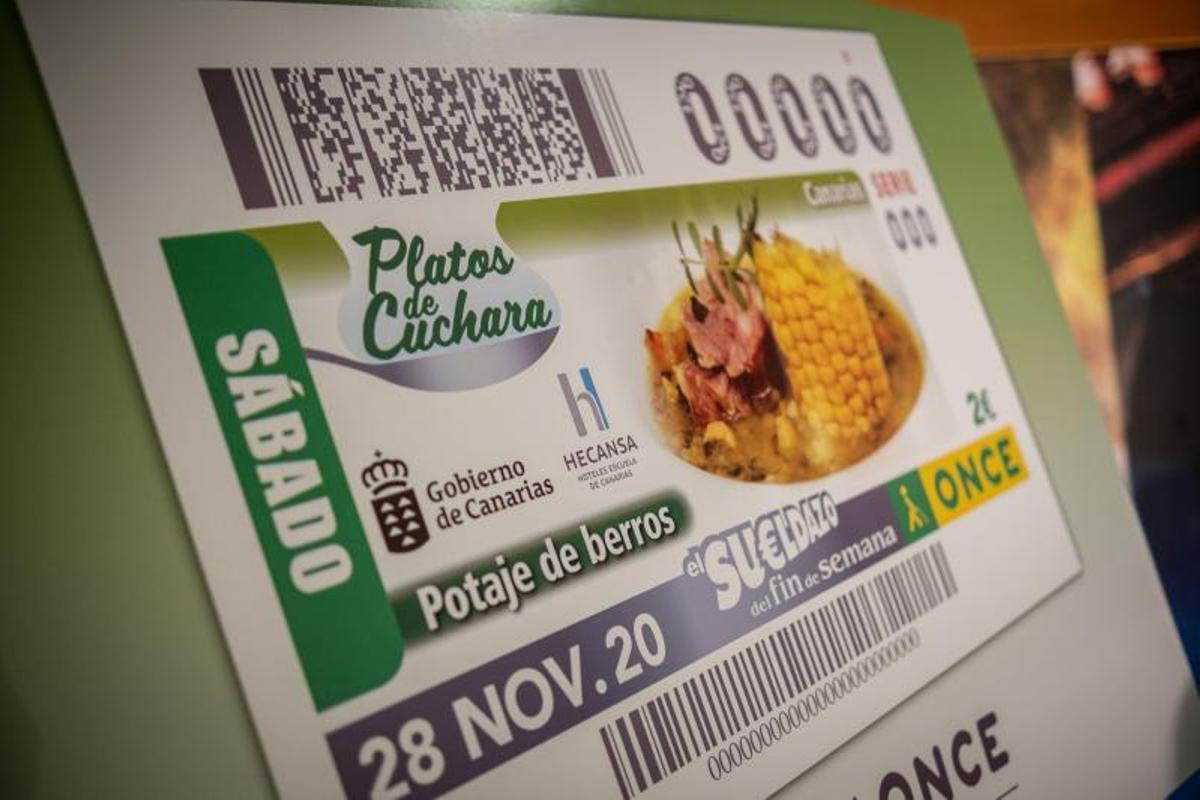 00000
Canarias
SERIE
000
Platos
de
Cuchara
SÁBADO
HECANSA
HOTELES ESCUELA
DE CANARIAS
Gobierno
de Canarias
2€
ONCE
Potaje de berros
el SU€LDAZO
del fin de semana
28 NOV. 20
00000000000000000000
ONCE